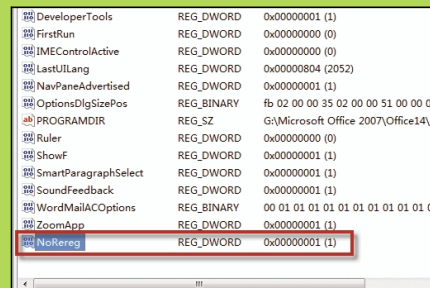 DeveloperTools REG_DWORD 0x00000001 (1)
FirstRun REG_DWORD 0x00000000 (0)
IMEControlActive REG_DWORD 0x00000000 (0)
LastUILang REG_DWORD 0x00000804 (2052)
NavPaneAdvertised REG_DWORD 0x00000001 (1)
OptionsDlgSizePos REG_BINARY fb 02 00 00 35 02 00 00 51 00 00 0
PROGRAMDIR REG_SZ G:\Microsoft Office 2007\Office14\
Ruler REG_DWORD 0x00000000 (0)
ShowF REG_DWORD 0x00000001 (1)
SmartParagraphSelect REG_DWORD 0x00000001 (1)
SoundFeedback REG_DWORD 0x00000001 (1)
WordMailACOptions REG_BINARY 00 01 01 01 01 01 01 01 01 01 01 0
ZoomApp REG_DWORD 0x00000001 (1)
NoRereg REG_DWORD 0x00000001 (1)